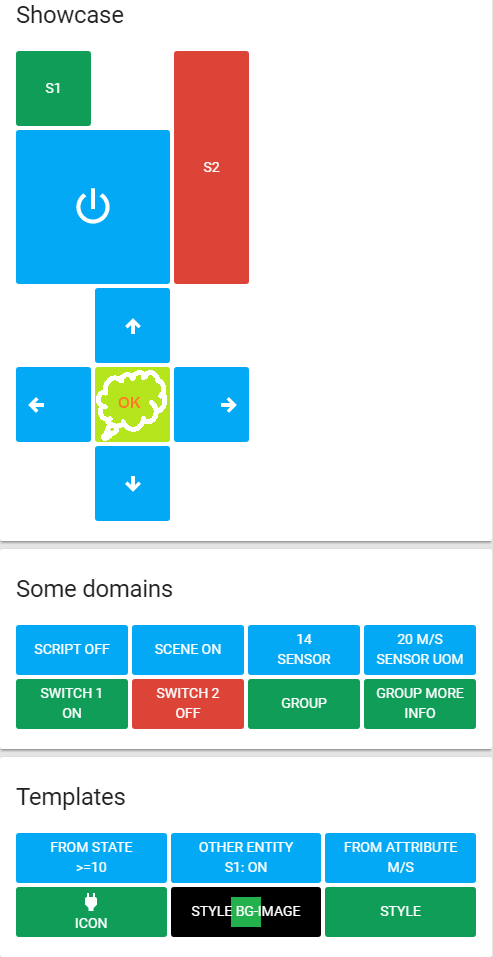 Showcase
S1
S2
OK
Some domains
SCRIPT OFF
SCENE ON
14
SENSOR
20 M/S
SENSOR UOM
SWITCH 1
ON
SWITCH 2
OFF
GROUP
GROUP MORE
INFO
Templates
FROM STATE
>=10
OTHER ENTITY
S1: ON
FROM ATTRIBUTE
M/S
ICON
STYLE BG-IMAGE
STYLE